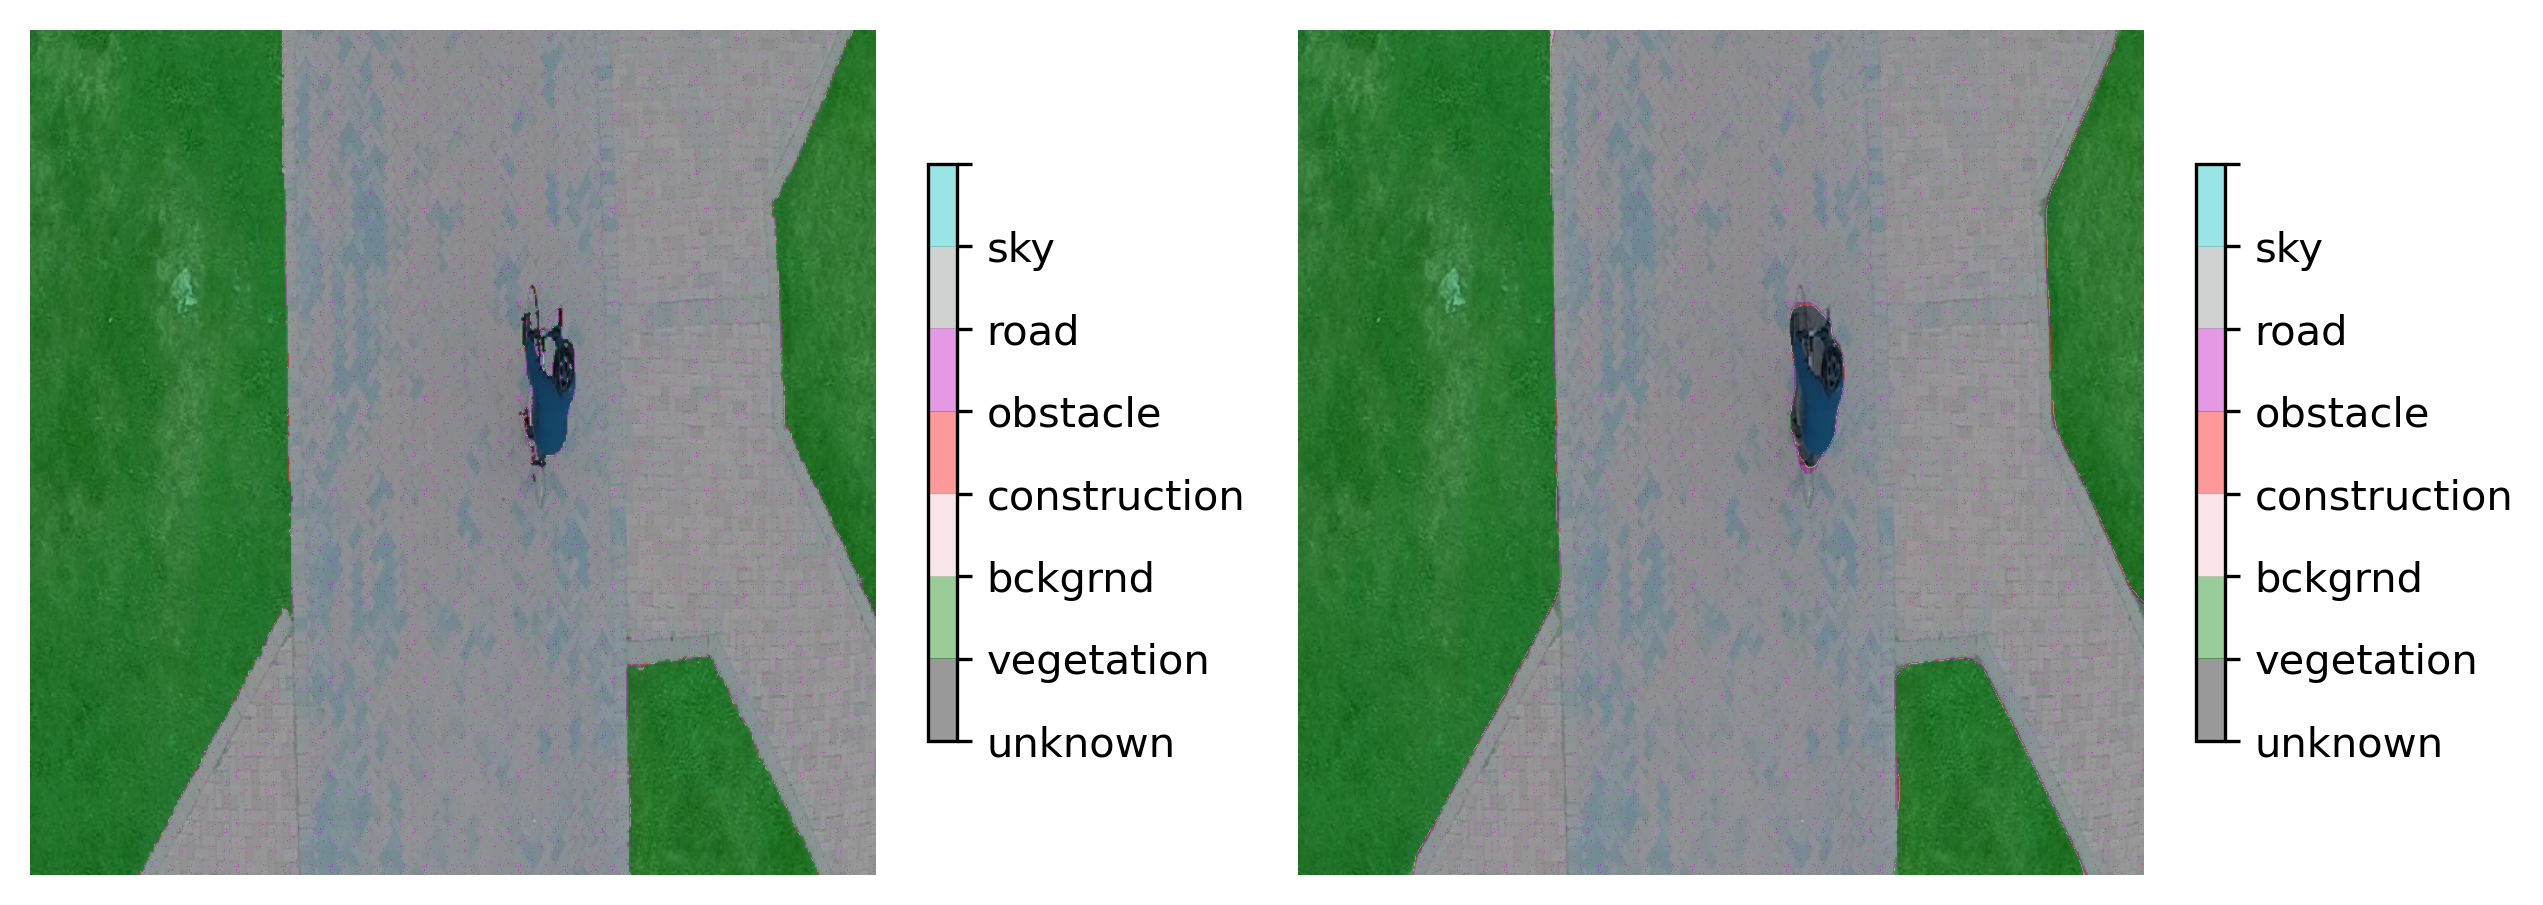 sky
road
obstacle
construction
bckgrnd
vegetation
unknown
sky
road
obstacle
construction
bckgrnd
vegetation
unknown